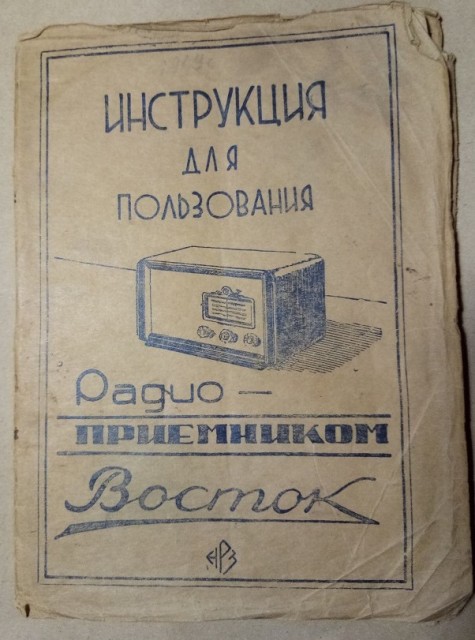 ИНСТРУКЦИЯ
ДЛЯ
ПОЛЬЗОВАНИЯ
Радио —
ПРИЕМНИКОМ
Восток